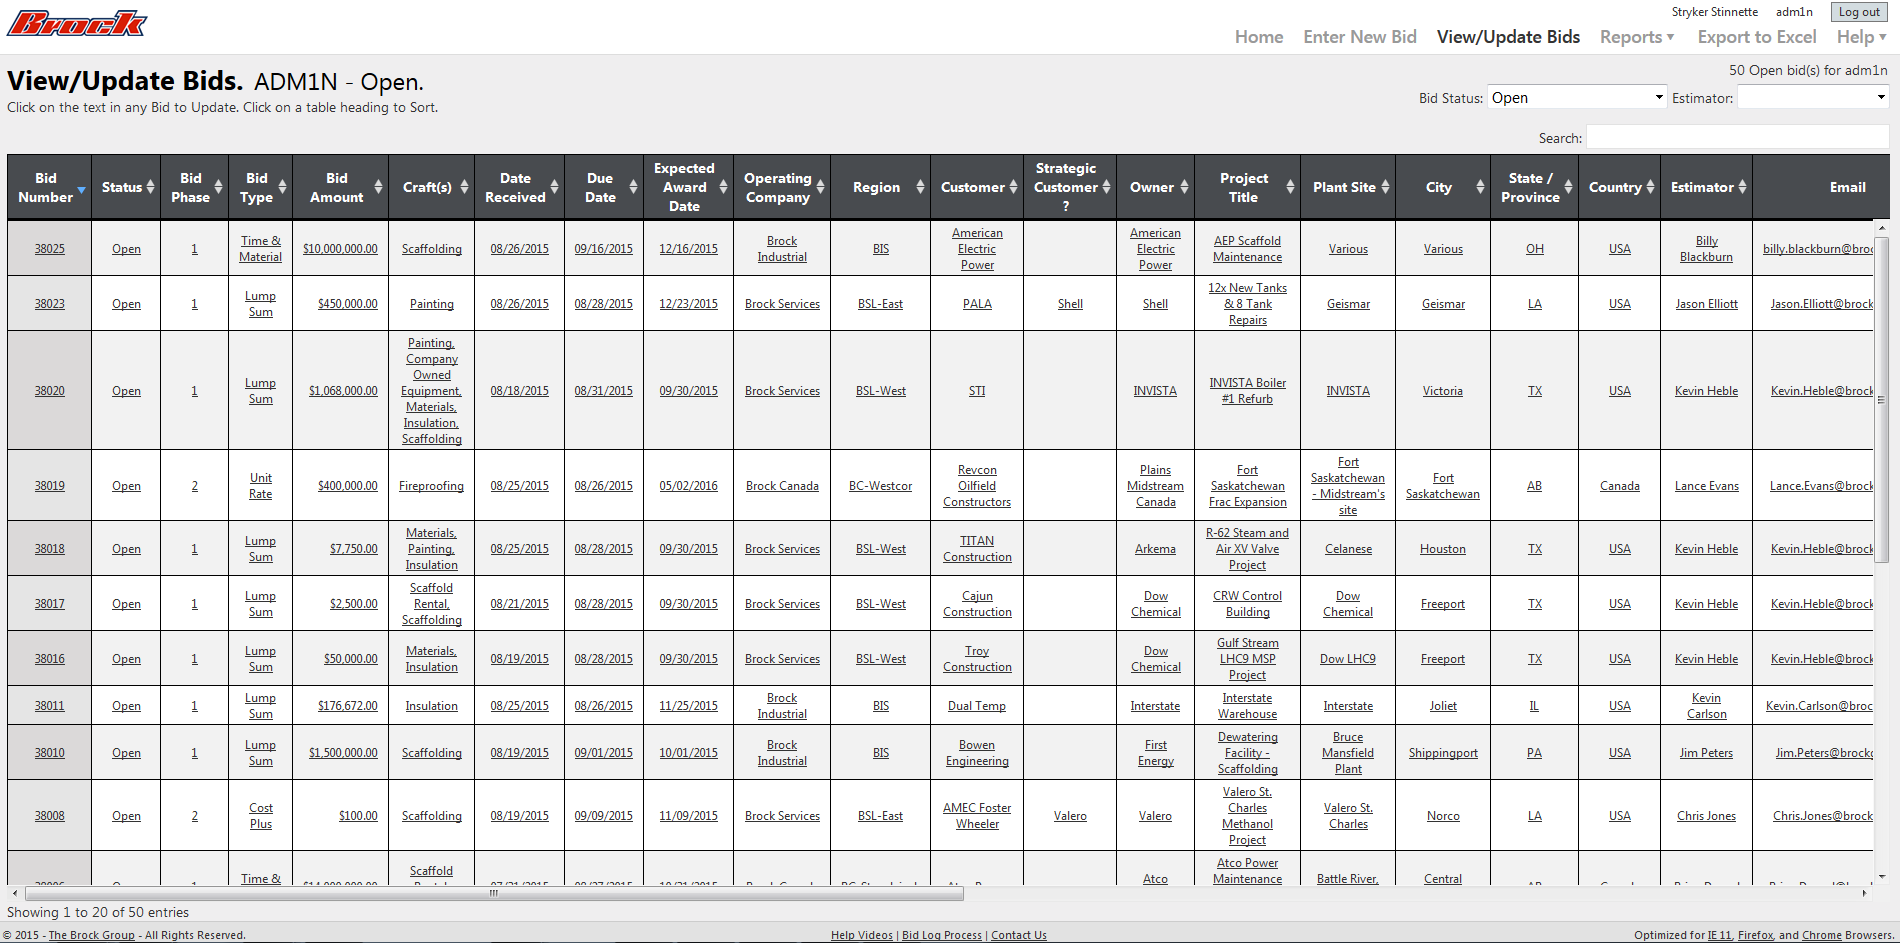 Brock
Stryker Stinnette adm1n Log out
Home Enter New Bid View/Update Bids Reports Export to Excel Help
View/Update Bids. ADM1N - Open.
50 Open bid(s) for adm1n
Click on the text in any Bid to Update. Click on a table heading to Sort.
Bid Status: Open Estimator:
Search:
Bid Number Status Bid Phase Bid Type Bid Amount Craft(s) Date Received Due Date Expected Award Date Operating Company Region Customer Strategic Customer ? Owner Project Title Plant Site City State / Province Country Estimator Email
38025 Open 1 Time & Material $10,000,000.00 Scaffolding 08/26/2015 09/16/2015 12/16/2015 Brock Industrial BIS American Electric Power American Electric Power AEP Scaffold Maintenance Various Various OH USA Billy Blackburn billy.blackburn@broc
38023 Open 1 Lump Sum $450,000.00 Painting 08/26/2015 08/28/2015 12/23/2015 Brock Services BSL-East PALA Shell Shell 12x New Tanks & 8 Tank Repairs Geismar Geismar LA USA Jason Elliott Jason.Elliott@brock
38020 Open 1 Lump Sum $1,068,000.00 Painting, Company Owned Equipment, Materials, Insulation, Scaffolding 08/18/2015 08/31/2015 09/30/2015 Brock Services BSL-West STI INVISTA INVISTA Boiler #1 Refurb INVISTA Victoria TX USA Kevin Heble Kevin.Heble@brock
38019 Open 2 Unit Rate $400,000.00 Fireproofing 08/25/2015 08/26/2015 05/02/2016 Brock Canada BC-Westcor Revcon Oilfield Constructors Plains Midstream Canada Fort Saskatchewan Frac Expansion Fort Saskatchewan - Midstream's site Fort Saskatchewan AB Canada Lance Evans Lance.Evans@brock
38018 Open 1 Lump Sum $7,750.00 Materials, Painting, Insulation 08/25/2015 08/28/2015 09/30/2015 Brock Services BSL-West TITAN Construction Arkema R-62 Steam and Air XV Valve Project Celanese Houston TX USA Kevin Heble Kevin.Heble@brock
38017 Open 1 Lump Sum $2,500.00 Scaffold Rental, Scaffolding 08/21/2015 08/28/2015 09/30/2015 Brock Services BSL-West Cajun Construction Dow Chemical CRW Control Building Dow Chemical Freeport TX USA Kevin Heble Kevin.Heble@brock
38016 Open 1 Lump Sum $50,000.00 Materials, Insulation 08/19/2015 08/28/2015 09/30/2015 Brock Services BSL-West Troy Construction Dow Chemical Gulf Stream LHC9 MSP Project Dow LHC9 Freeport TX USA Kevin Heble Kevin.Heble@brock
38011 Open 1 Lump Sum $176,672.00 Insulation 08/25/2015 08/26/2015 11/25/2015 Brock Industrial BIS Dual Temp Interstate Interstate Warehouse Interstate Joliet IL USA Kevin Carlson Kevin.Carlson@broc
38010 Open 1 Lump Sum $1,500,000.00 Scaffolding 08/19/2015 09/01/2015 10/01/2015 Brock Industrial BIS Bowen Engineering First Energy Dewatering Facility - Scaffolding Bruce Mansfield Plant Shippingport PA USA Jim Peters Jim.Peters@brock
38008 Open 2 Cost Plus $100.00 Scaffolding 08/19/2015 09/09/2015 11/09/2015 Brock Services BSL-East AMEC Foster Wheeler Valero Valero Valero St. Charles Methanol Project Valero St. Charles Norco LA USA Chris Jones Chris.Jones@brock
Time & Scaffold Atco Atco Power Maintenance Battle River, Central
Showing 1 to 20 of 50 entries
© 2015 - The Brock Group - All Rights Reserved. Help Videos | Bid Log Process | Contact Us Optimized for IE 11, Firefox, and Chrome Browsers.